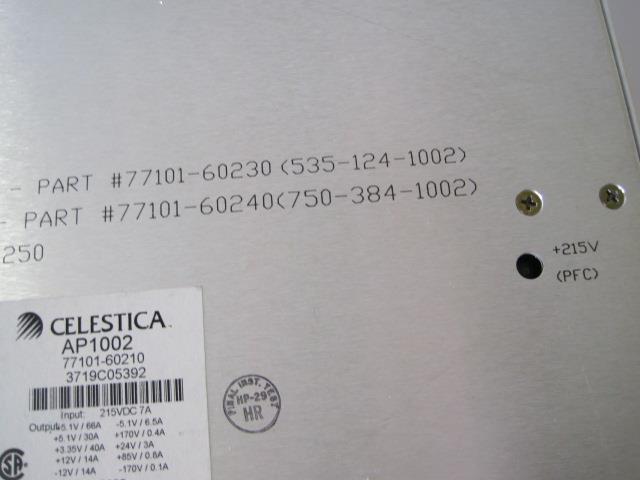 - PART #77101-60230(535-124-1002)
- PART #77101-60240(750-384-1002)
250
+215V
(PFC)
CELESTICA
AP1002
77101-60210
3719C05392
Input: 215VDC 7A
Output: +5.1V / 66A -5.1V / 6.5A
+5.1V / 30A +170V / 0.4A
+3.35V / 40A +24V / 3A
+12V / 14A +85V / 0.8A
-12V / 14A -170V / 0.1A
FINAL INST. TEST
HP-29
HR